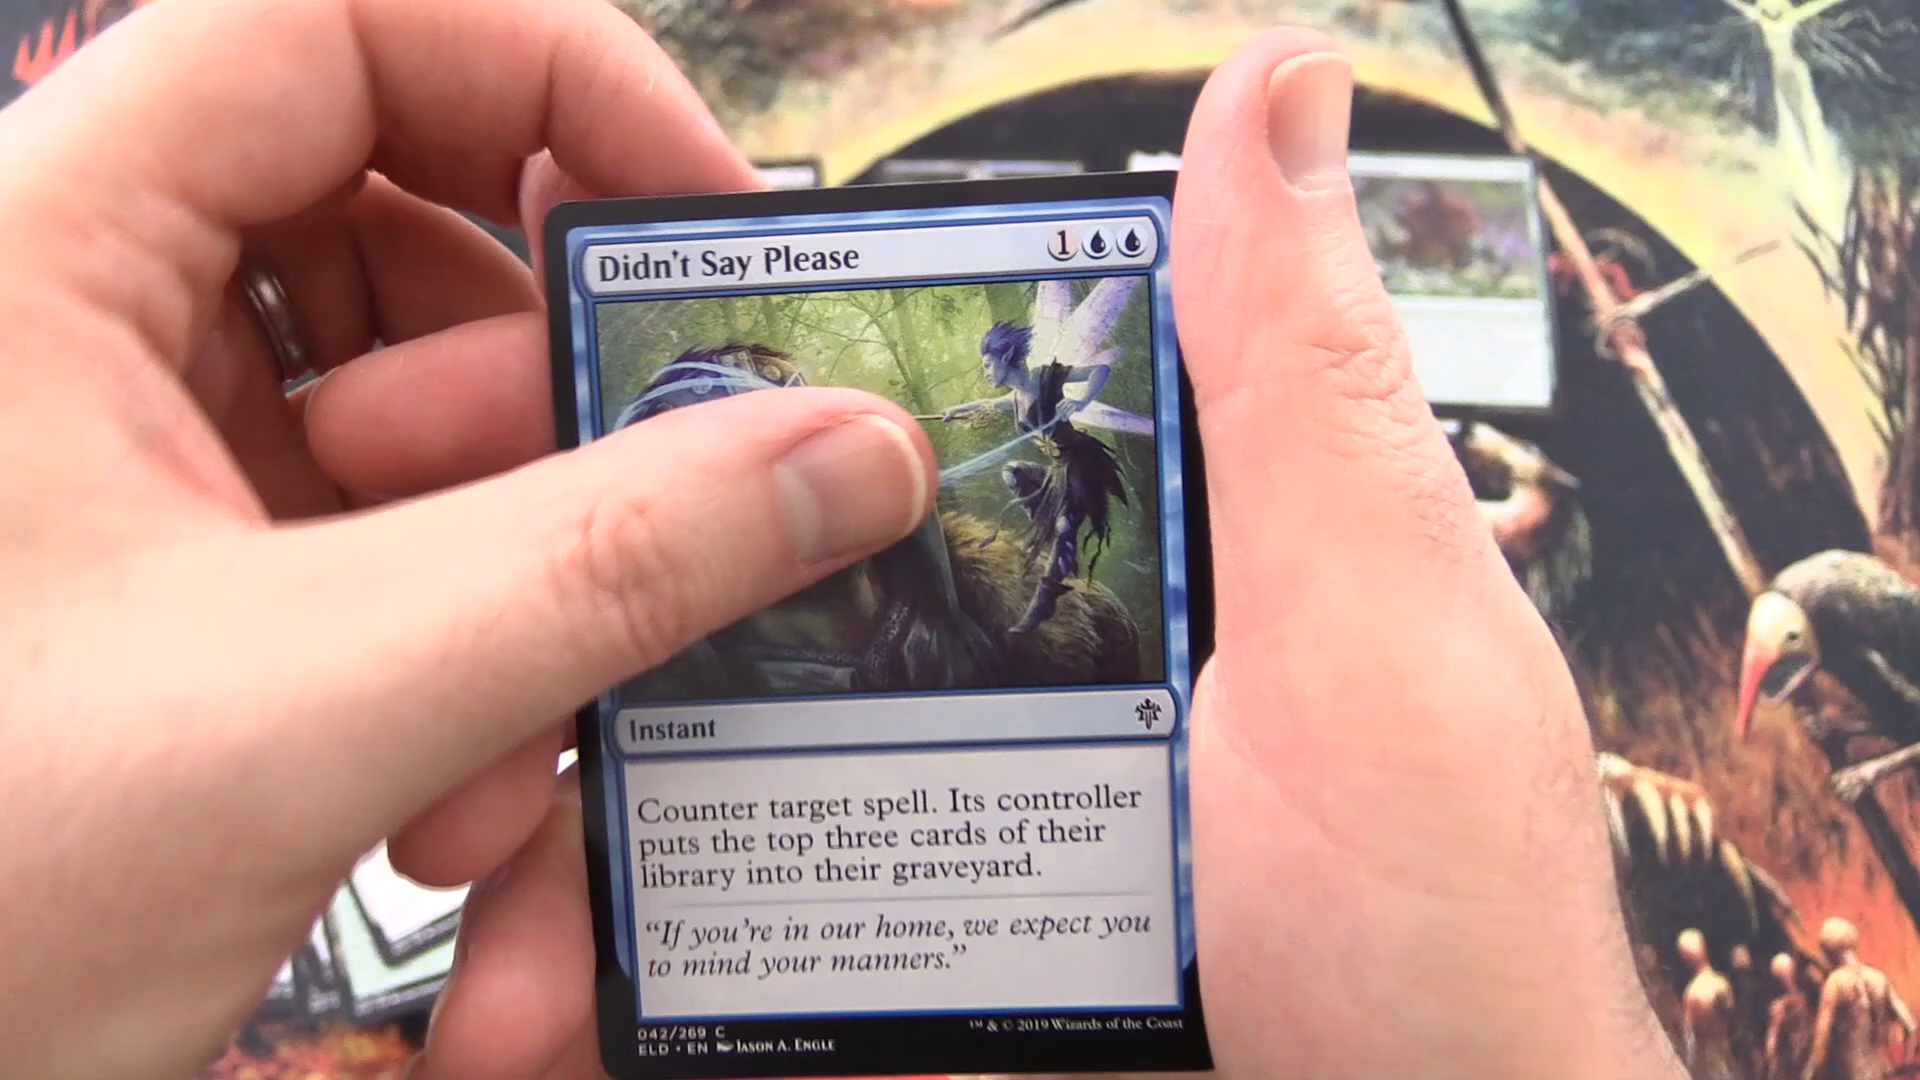 Didn't Say Please 1
Instant
Counter target spell. Its controller
puts the top three cards of their
library into their graveyard.
"If you're in our home, we expect you
to mind your manners."
042/269 C
ELD • EN Jason A. Engle
™ & © 2019 Wizards of the Coast